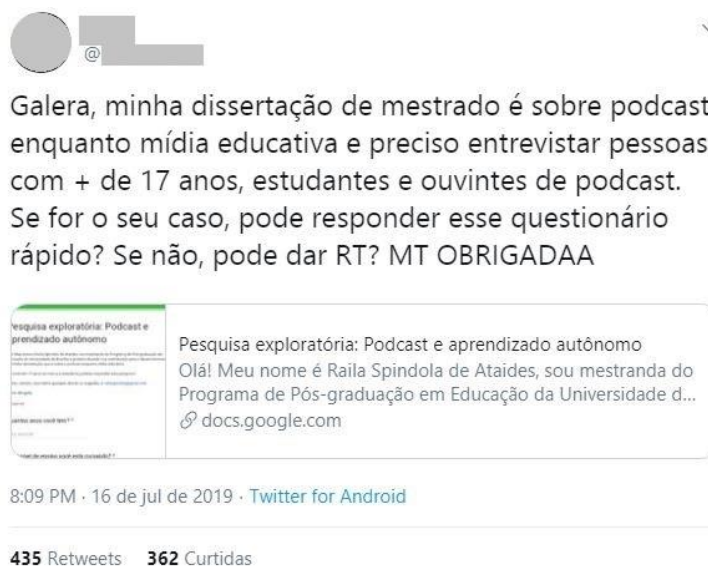 @
Galera, minha dissertação de mestrado é sobre podcast
enquanto mídia educativa e preciso entrevistar pessoas
com + de 17 anos, estudantes e ouvintes de podcast.
Se for o seu caso, pode responder esse questionário
rápido? Se não, pode dar RT? MT OBRIGADAA
esquisa exploratória: Podcast e
prendizado autônomo
Pesquisa exploratória: Podcast e aprendizado autônomo
Olá! Meu nome é Raila Spindola de Ataides, sou mestranda do
Programa de Pós-graduação em Educação da Universidade d...
docs.google.com
8:09 PM · 16 de jul de 2019 · Twitter for Android
435 Retweets 362 Curtidas